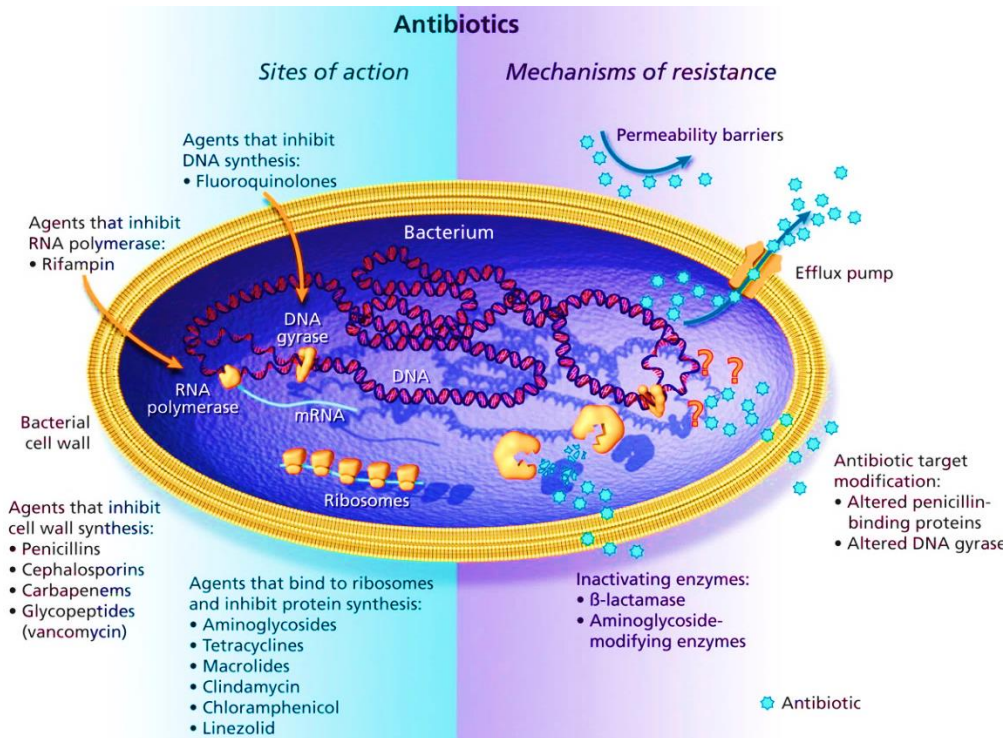 Antibiotics
Sites of action
Mechanisms of resistance
Agents that inhibit
DNA synthesis:
• Fluoroquinolones
Permeability barriers
Agents that inhibit
RNA polymerase:
• Rifampin
Bacterium
Efflux pump
DNA
gyrase
DNA
RNA
polymerase
mRNA
? ?
?
Bacterial
cell wall
Ribosomes
Antibiotic target
modification:
• Altered penicillin-
binding proteins
• Altered DNA gyrase
Agents that inhibit
cell wall synthesis:
• Penicillins
• Cephalosporins
• Carbapenems
• Glycopeptides
(vancomycin)
Agents that bind to ribosomes
and inhibit protein synthesis:
• Aminoglycosides
• Tetracyclines
• Macrolides
• Clindamycin
• Chloramphenicol
• Linezolid
Inactivating enzymes:
• ß-lactamase
• Aminoglycoside-
modifying enzymes
Antibiotic